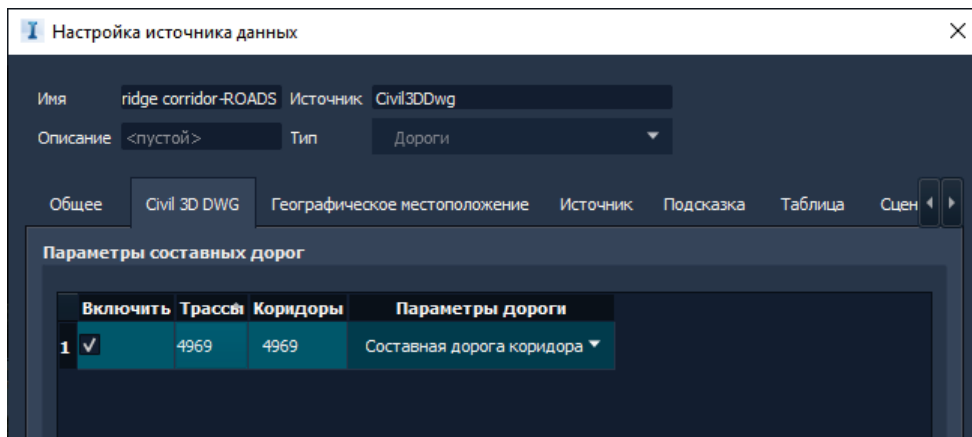 Настройка источника данных
Имя ridge corridor-ROADS Источник Civil3DDwg
Описание <пустой> Тип Дороги
Общее Civil 3D DWG Географическое местоположение Источник Подсказка Таблица Сцен
Параметры составных дорог
Включить Трассы Коридоры Параметры дороги
1 4969 4969 Составная дорога коридора